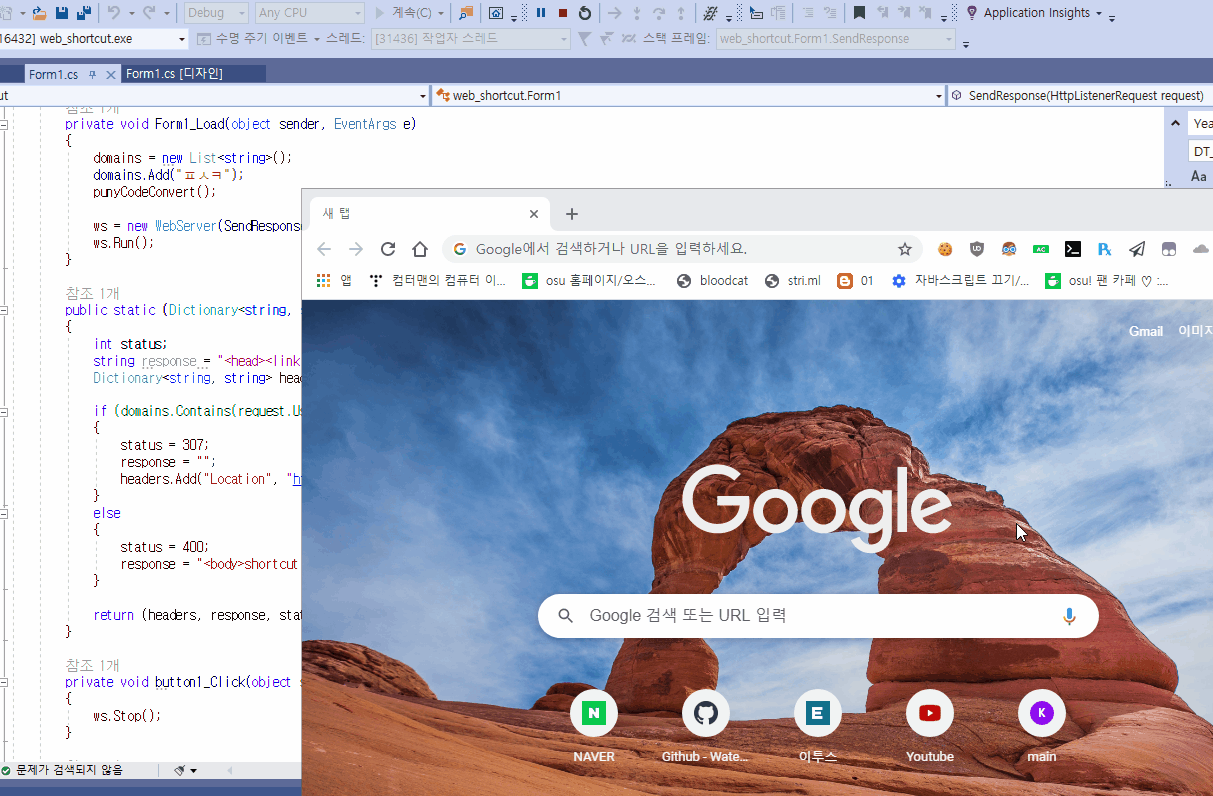 Debug
Any CPU
계속(C)
Application Insights
16432] web_shortcut.exe
수명 주기 이벤트
스레드:
[31436] 작업자 스레드
스택 프레임:
web_shortcut.Form1.SendResponse
Form1.cs
Form1.cs [디자인]
web_shortcut.Form1
SendResponse(HttpListenerRequest request)
참조 1개
private void Form1_Load(object sender, EventArgs e)
{
domains = new List<string>();
domains.Add("ㅍㅅㅋ");
punyCodeConvert();
ws = new WebServer(SendRespons
ws.Run();
}
참조 1개
public static (Dictionary<string,
{
int status;
string response = "<head><link
Dictionary<string, string> head
if (domains.Contains(request.Us
{
status = 307;
response = "";
headers.Add("Location", "h
}
else
{
status = 400;
response = "<body>shortcut
}
return (headers, response, stat
}
참조 1개
private void button1_Click(object
{
ws.Stop();
}
문제가 검색되지 않음
Yea
DT_
Aa
새 탭
Google에서 검색하거나 URL을 입력하세요.
앱
컴터맨의 컴퓨터 이...
osu 홈페이지/오스...
bloodcat
stri.ml
01
자바스크립트 끄기/...
osu! 팬 카페 ♡ :...
Gmail
이미지
Google
Google 검색 또는 URL 입력
NAVER
Github - Wate...
이투스
Youtube
main